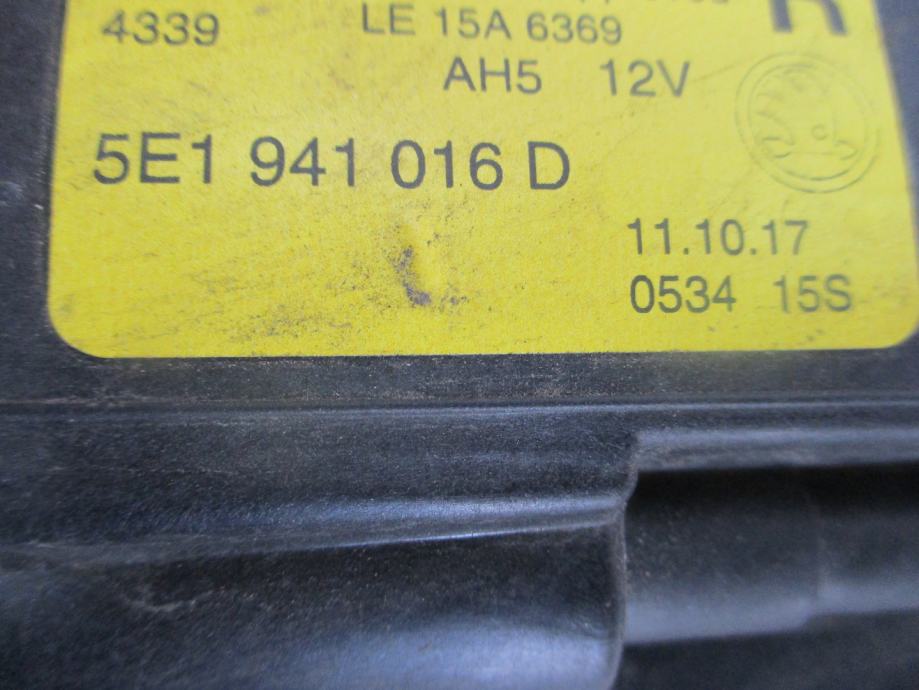 R
4339 LE 15A 6369
AH5 12V
5E1 941 016 D
11.10.17
0534 15S